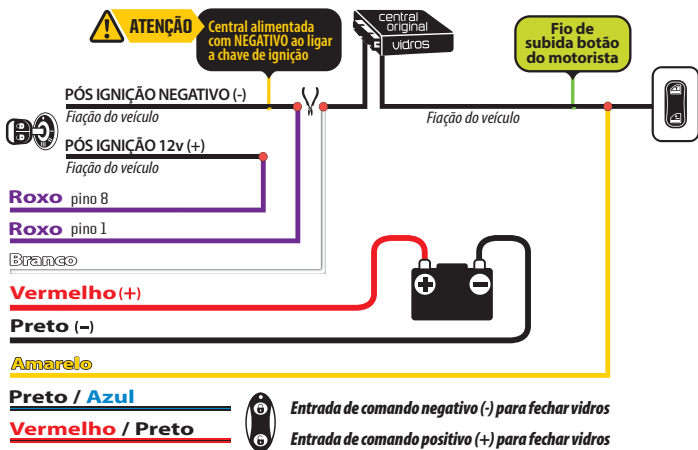 ATENÇÃO
Central alimentada
com NEGATIVO ao ligar
a chave de ignição
central
original
vidros
Fio de
subida botão
do motorista
PÓS IGNIÇÃO NEGATIVO (-)
Fiação do veículo
Fiação do veículo
PÓS IGNIÇÃO 12v (+)
Fiação do veículo
Roxo pino 8
Roxo pino 1
Branco
Vermelho (+)
Preto (-)
Amarelo
Preto / Azul
Entrada de comando negativo (-) para fechar vidros
Vermelho / Preto
Entrada de comando positivo (+) para fechar vidros